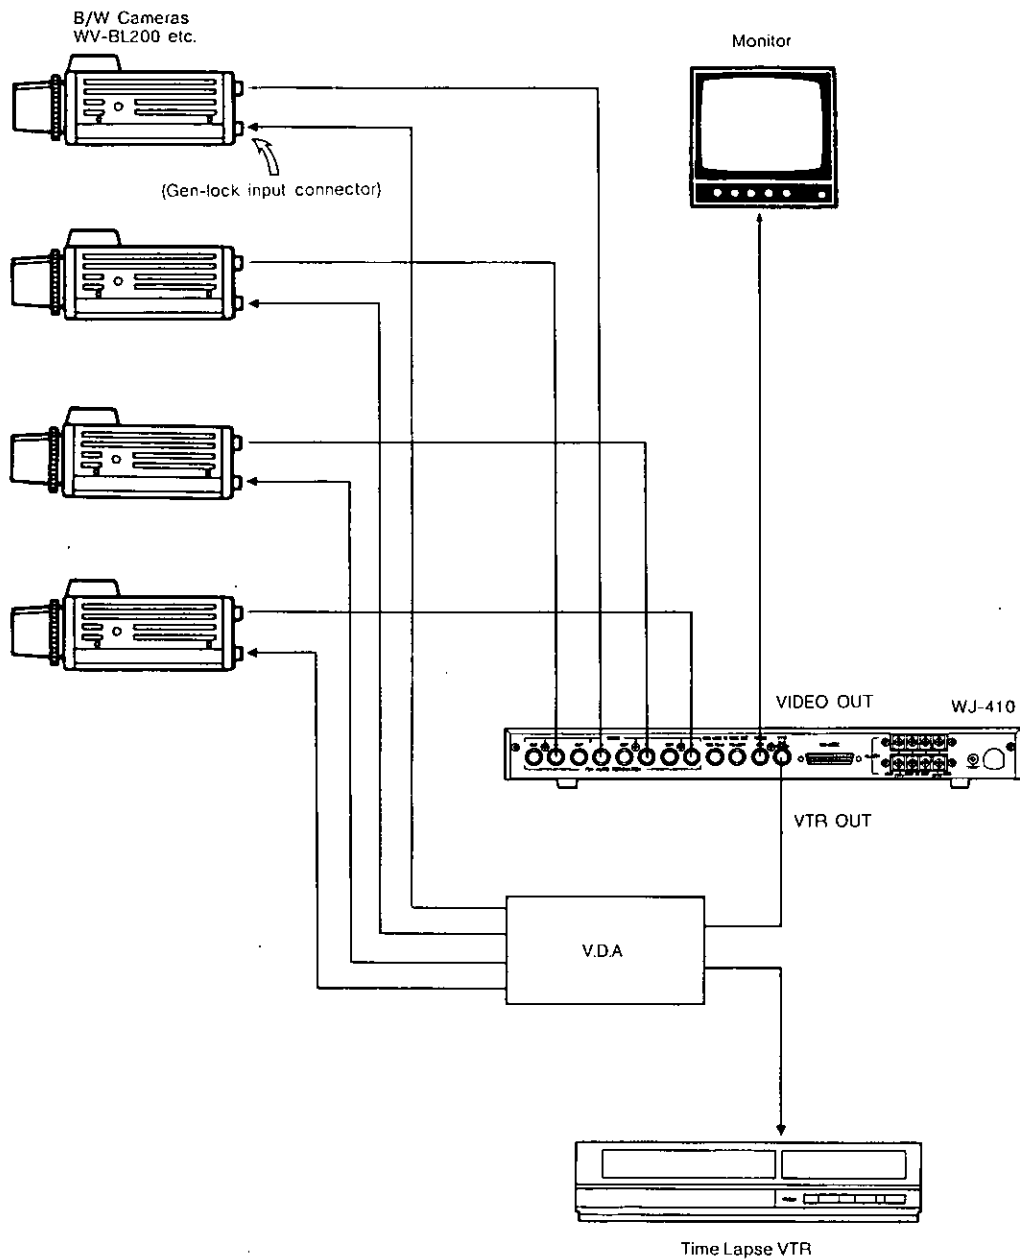 B/W Cameras
WV-BL200 etc.
Monitor
(Gen-lock input connector)
VIDEO OUT
WJ-410
VTR OUT
V.D.A
Time Lapse VTR